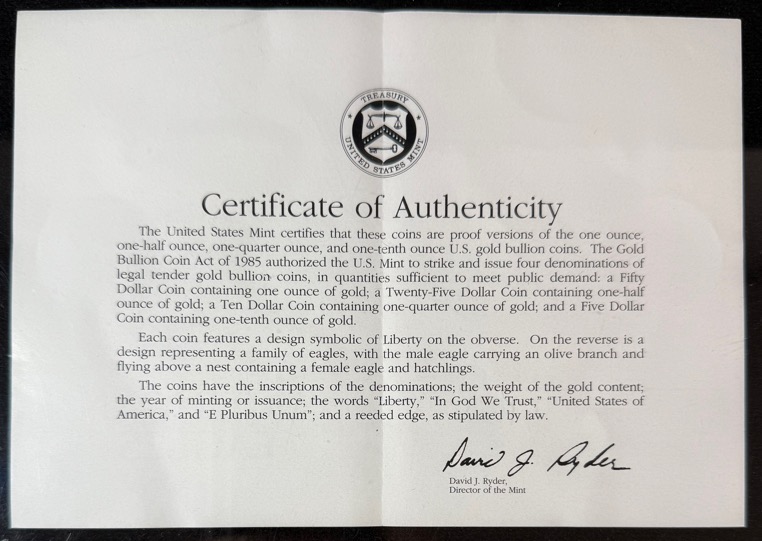 TREASURY
UNITED STATES MINT
Certificate of Authenticity
The United States Mint certifies that these coins are proof versions of the one ounce,
one-half ounce, one-quarter ounce, and one-tenth ounce U.S. gold bullion coins. The Gold
Bullion Coin Act of 1985 authorized the U.S. Mint to strike and issue four denominations of
legal tender gold bullion coins, in quantities sufficient to meet public demand: a Fifty
Dollar Coin containing one ounce of gold; a Twenty-Five Dollar Coin containing one-half
ounce of gold; a Ten Dollar Coin containing one-quarter ounce of gold; and a Five Dollar
Coin containing one-tenth ounce of gold.
Each coin features a design symbolic of Liberty on the obverse. On the reverse is a
design representing a family of eagles, with the male eagle carrying an olive branch and
flying above a nest containing a female eagle and hatchlings.
The coins have the inscriptions of the denominations; the weight of the gold content;
the year of minting or issuance; the words “Liberty,” “In God We Trust,” “United States of
America,” and “E Pluribus Unum”; and a reeded edge, as stipulated by law.
David J. Ryder
David J. Ryder,
Director of the Mint